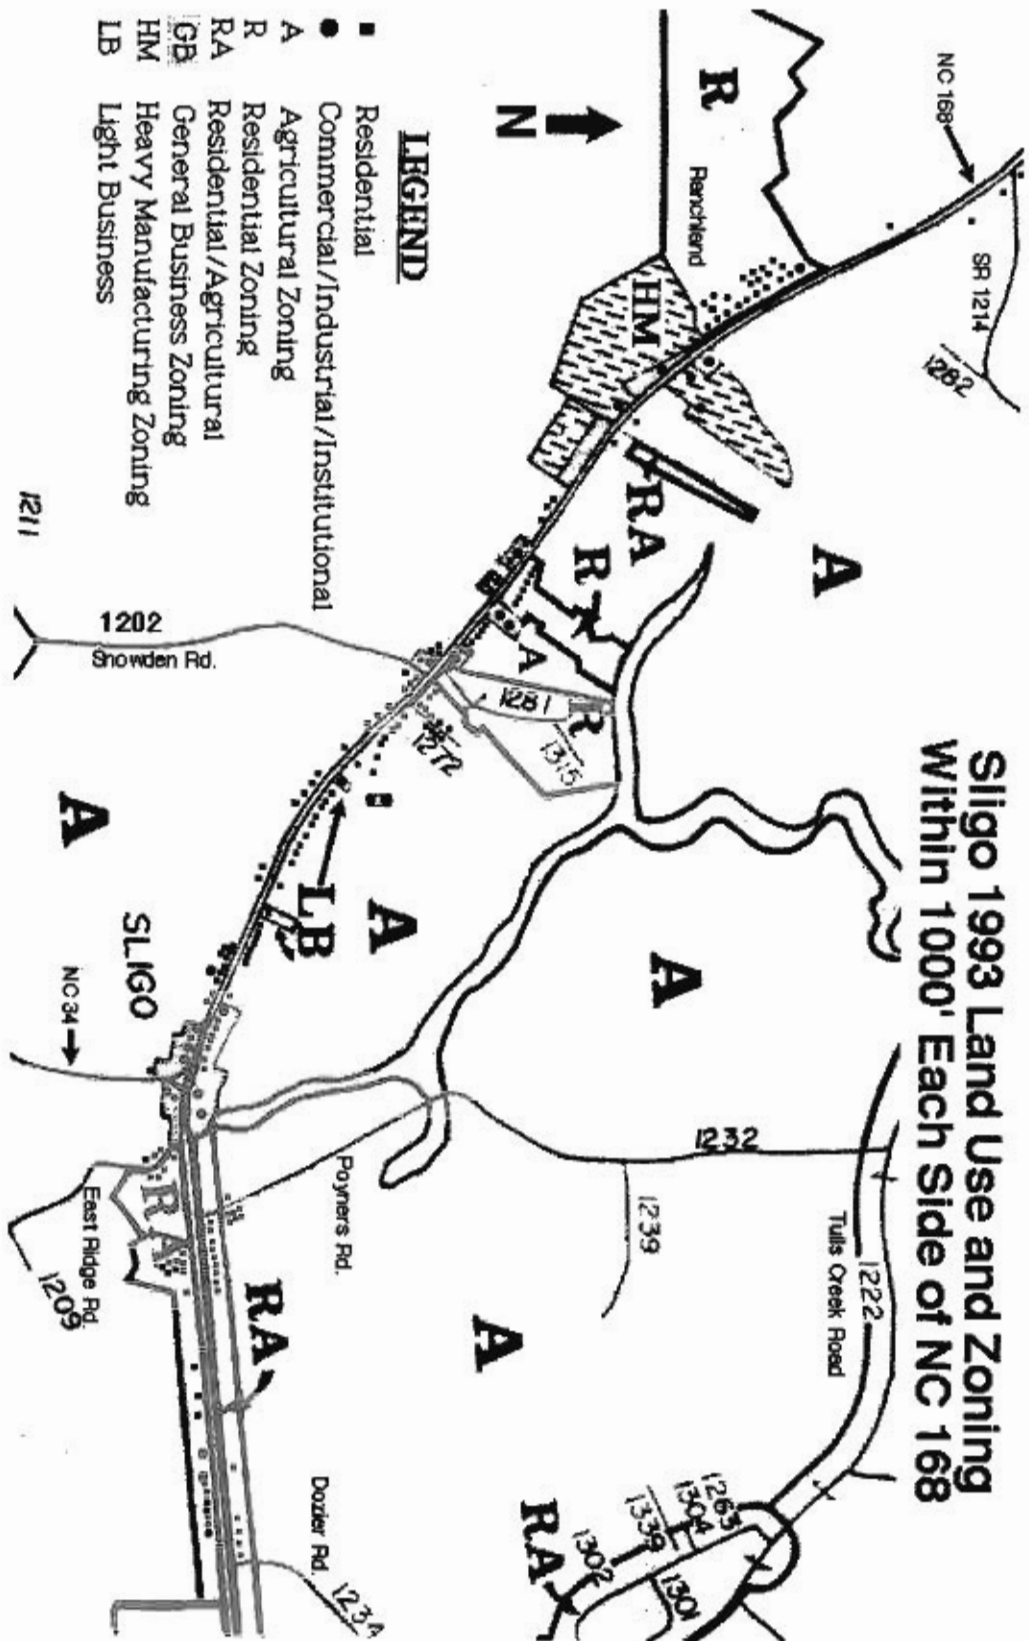 Sligo 1993 Land Use and Zoning
Within 1000' Each Side of NC 168
NC 168
SR 1214
1282
R
Ranchland
N
HM
RA
A
R
A
LEGEND
■ Residential
● Commercial/Industrial/Institutional
A Agricultural Zoning
R Residential Zoning
RA Residential/Agricultural
GB General Business Zoning
HM Heavy Manufacturing Zoning
LB Light Business
1211
1202
Snowden Rd.
1281
R
1315
1272
A
LB
A
A
SLIGO
NC 34
1232
1239
Tulls Creek Road
1222
Poyners Rd.
RA
East Ridge Rd.
1209
RA
A
Dozier Rd.
1234
1263
1304
1339
1302
1301
RA